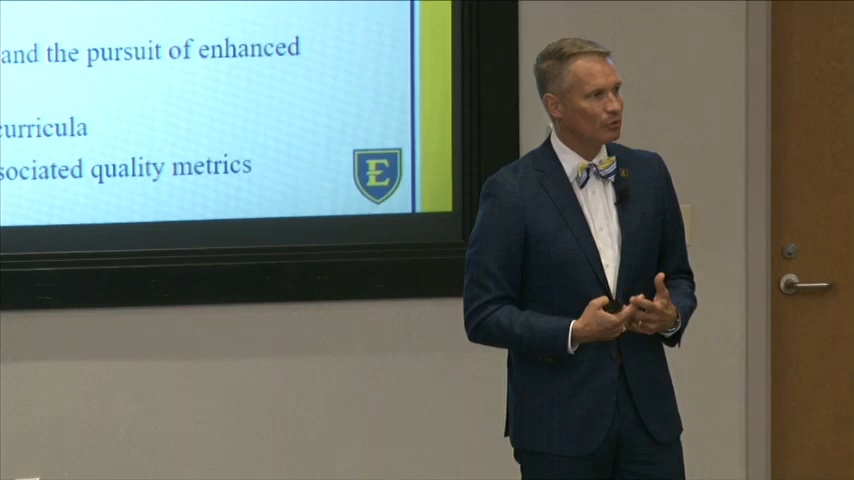 and the pursuit of enhanced
curricula
sociated quality metrics
E